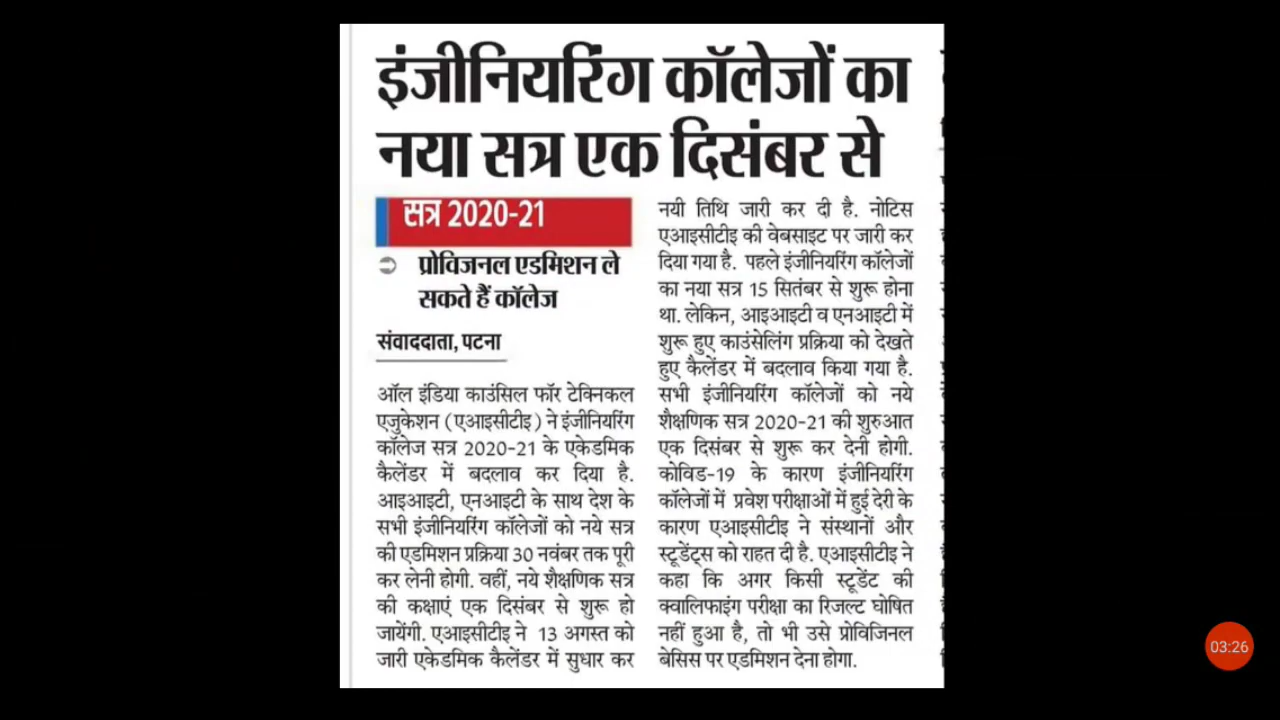 इंजीनियरिंग कॉलेजों का
नया सत्र एक दिसंबर से
सत्र 2020-21
प्रोविजनल एडमिशन ले
सकते हैं कॉलेज
संवाददाता, पटना
ऑल इंडिया काउंसिल फॉर टेक्निकल
एजुकेशन (एआइसीटीइ) ने इंजीनियरिंग
कॉलेज सत्र 2020-21 के एकेडमिक
कैलेंडर में बदलाव कर दिया है.
आइआइटी, एनआइटी के साथ देश के
सभी इंजीनियरिंग कॉलेजों को नये सत्र
की एडमिशन प्रक्रिया 30 नवंबर तक पूरी
कर लेनी होगी. वहीं, नये शैक्षणिक सत्र
की कक्षाएं एक दिसंबर से शुरू हो
जायेंगी. एआइसीटीइ ने 13 अगस्त को
जारी एकेडमिक कैलेंडर में सुधार कर
नयी तिथि जारी कर दी है. नोटिस
एआइसीटीइ की वेबसाइट पर जारी कर
दिया गया है. पहले इंजीनियरिंग कॉलेजों
का नया सत्र 15 सितंबर से शुरू होना
था. लेकिन, आइआइटी व एनआइटी में
शुरू हुए काउंसेलिंग प्रक्रिया को देखते
हुए कैलेंडर में बदलाव किया गया है.
सभी इंजीनियरिंग कॉलेजों को नये
शैक्षणिक सत्र 2020-21 की शुरुआत
एक दिसंबर से शुरू कर देनी होगी.
कोविड-19 के कारण इंजीनियरिंग
कॉलेजों में प्रवेश परीक्षाओं में हुई देरी के
कारण एआइसीटीइ ने संस्थानों और
स्टूडेंट्स को राहत दी है. एआइसीटीइ ने
कहा कि अगर किसी स्टूडेंट की
क्वालिफाइंग परीक्षा का रिजल्ट घोषित
नहीं हुआ है, तो भी उसे प्रोविजिनल
बेसिस पर एडमिशन देना होगा.
03:26